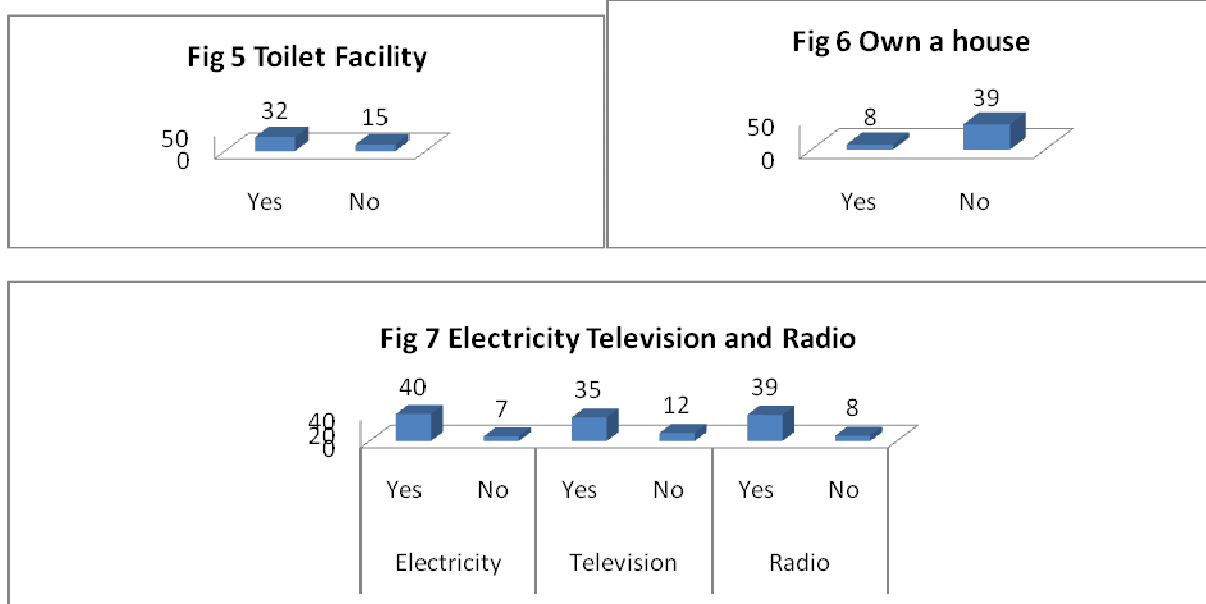 Fig 5 Toilet Facility
32 15
50
0
Yes No
Fig 6 Own a house
8 39
50
0
Yes No
Fig 7 Electricity Television and Radio
40 7 35 12 39 8
40
20
0
Yes No Yes No Yes No
Electricity Television Radio